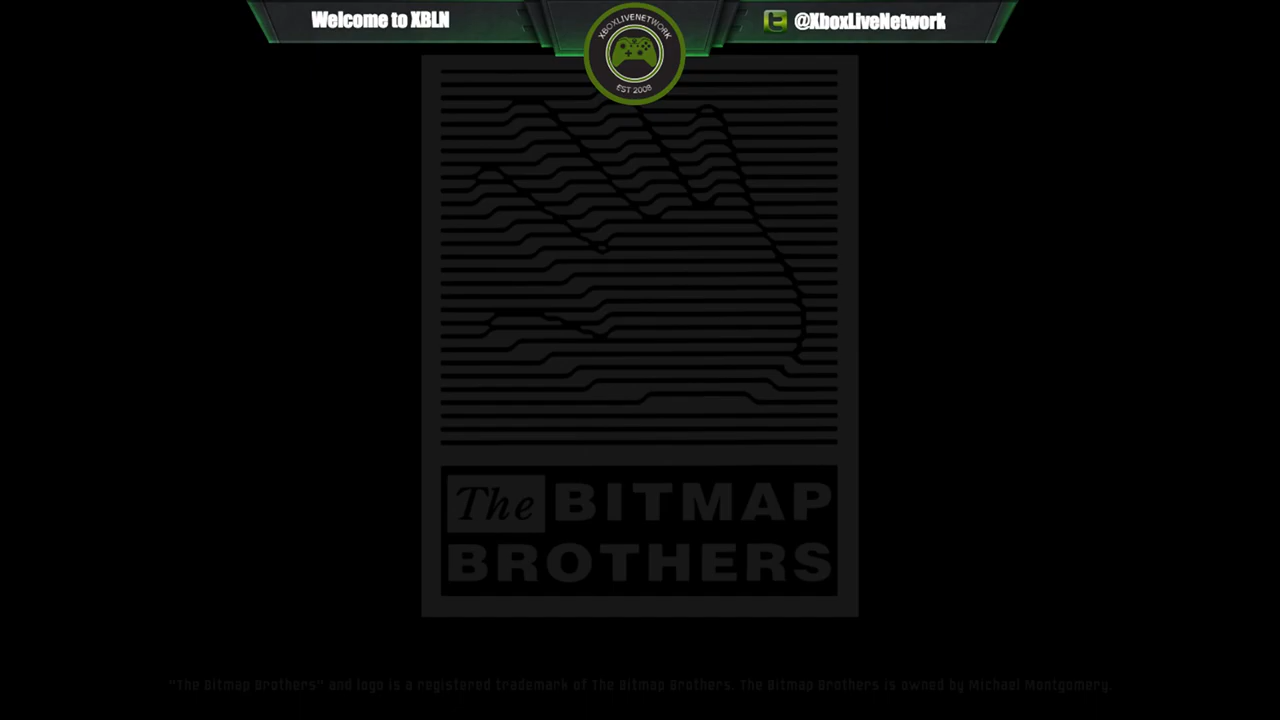 Welcome to XBLN
@XboxLiveNetwork
XBOXLIVENETWORK
EST 2009
The BITMAP
BROTHERS
"The Bitmap Brothers" and logo is a registered trademark of The Bitmap Brothers. The Bitmap Brothers is owned by Michael Montgomery.